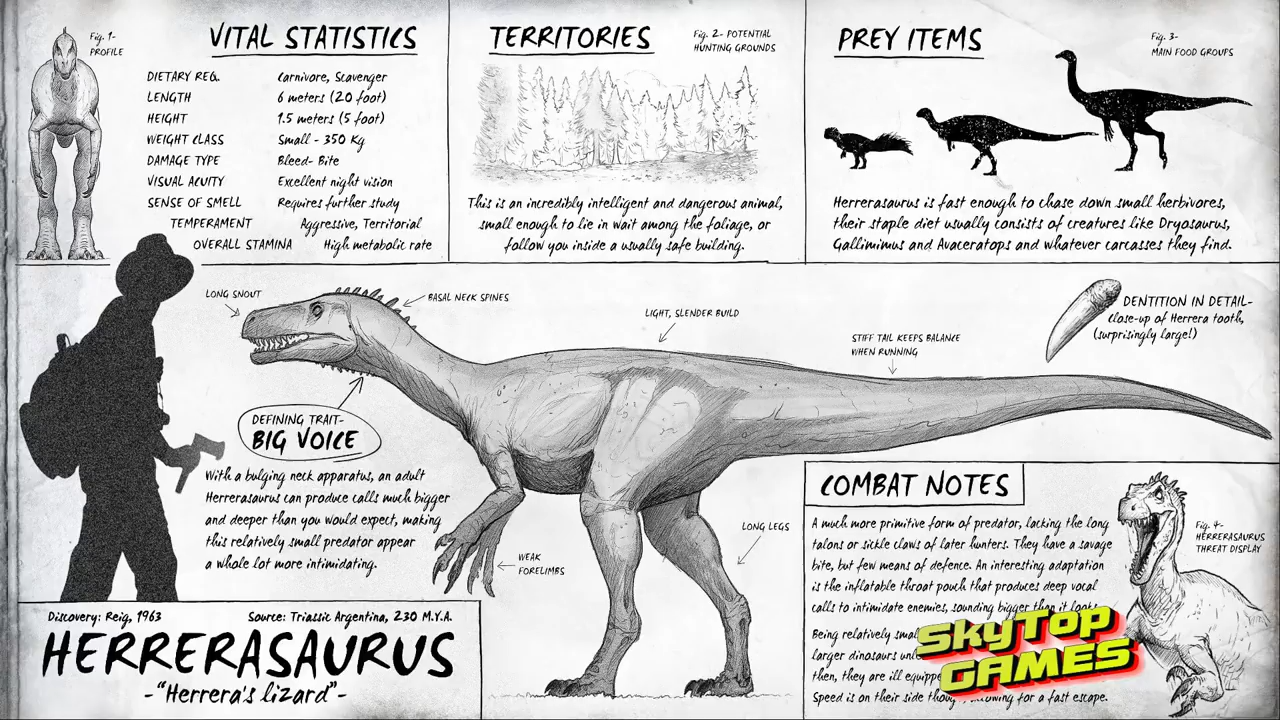 Fig. 1-
PROFILE
VITAL STATISTICS
DIETARY REQ. Carnivore, Scavenger
LENGTH 6 meters (20 foot)
HEIGHT 1.5 meters (5 foot)
WEIGHT CLASS Small - 350 Kg
DAMAGE TYPE Bleed- Bite
VISUAL ACUITY Excellent night vision
SENSE OF SMELL Requires further study
TEMPERAMENT Aggressive, Territorial
OVERALL STAMINA High metabolic rate
TERRITORIES
Fig. 2- POTENTIAL
HUNTING GROUNDS
This is an incredibly intelligent and dangerous animal,
small enough to lie in wait among the foliage, or
follow you inside a usually safe building.
PREY ITEMS
Fig. 3-
MAIN FOOD GROUPS
Herrerasaurus is fast enough to chase down small herbivores,
their staple diet usually consists of creatures like Dryosaurus,
Gallimimus and Avaceratops and whatever carcasses they find.
LONG SNOUT
BASAL NECK SPINES
LIGHT, SLENDER BUILD
STIFF TAIL KEEPS BALANCE
WHEN RUNNING
DENTITION IN DETAIL-
close-up of Herrera tooth,
(surprisingly large!)
DEFINING TRAIT-
BIG VOICE
With a bulging neck apparatus, an adult
Herrerasaurus can produce calls much bigger
and deeper than you would expect, making
this relatively small predator appear
a whole lot more intimidating.
WEAK
FORELIMBS
LONG LEGS
COMBAT NOTES
A much more primitive form of predator, lacking the long
talons or sickle claws of later hunters. They have a savage
bite, but few means of defence. An interesting adaptation
is the inflatable throat pouch that produces deep vocal
calls to intimidate enemies, sounding bigger than it looks.
Being relatively
larger dinosaurs
then, they are ill
Speed is on their side allowing for a fast escape.
Fig. 4-
HERRERASAURUS
THREAT DISPLAY
SkyTop
GAMES
Discovery: Reig, 1963 Source: Triassic Argentina, 230 M.Y.A.
HERRERASAURUS
-"Herrera's lizard"-